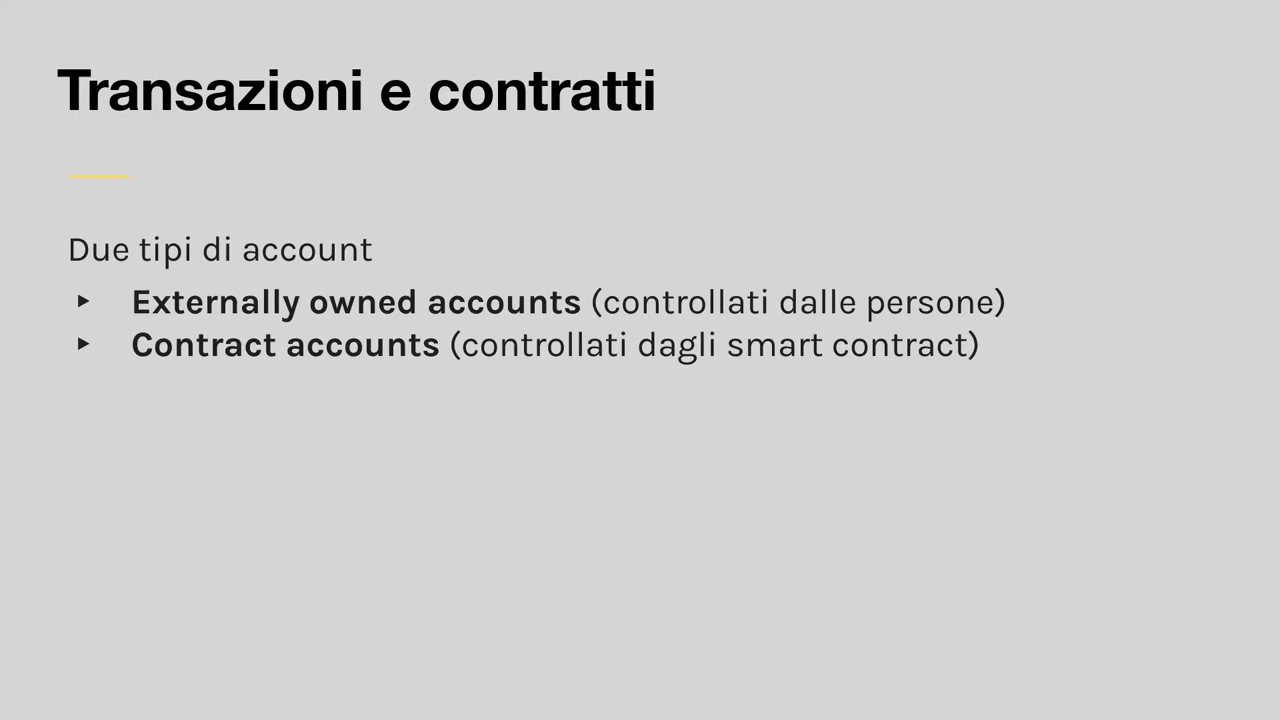 Transazioni e contratti
Due tipi di account
‣ Externally owned accounts (controllati dalle persone)
‣ Contract accounts (controllati dagli smart contract)